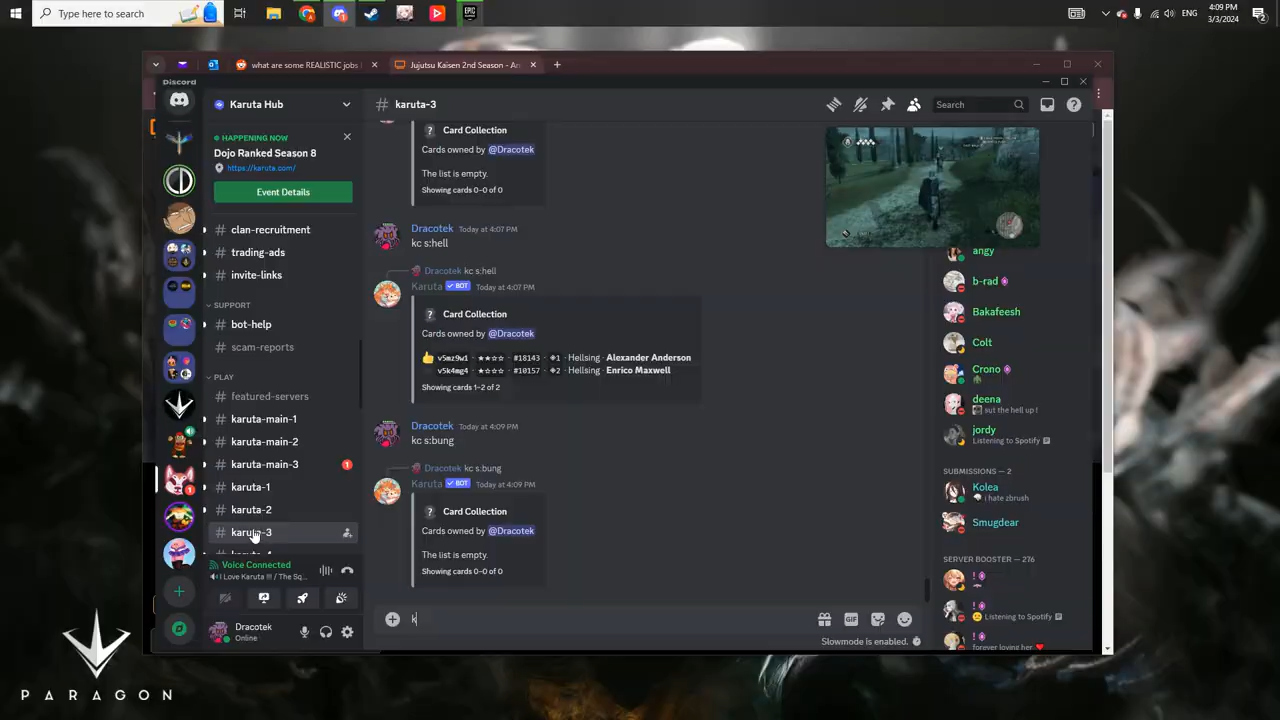 Type here to search
ENG
4:09 PM
3/3/2024
2
what are some REALISTIC jobs
Jujutsu Kaisen 2nd Season - An
Discord
Karuta Hub
karuta-3
Search
HAPPENING NOW
Dojo Ranked Season 8
https://karuta.com/
Event Details
clan-recruitment
trading-ads
invite-links
SUPPORT
bot-help
scam-reports
PLAY
featured-servers
karuta-main-1
karuta-main-2
karuta-main-3
1
karuta-1
karuta-2
karuta-3
karuta-4
Voice Connected
I Love Karuta !!! / The Sq...
Dracotek
Online
Card Collection
Cards owned by @Dracotek
The list is empty.
Showing cards 0–0 of 0
Dracotek Today at 4:07 PM
kc s:hell
Dracotek kc s:hell
Karuta BOT Today at 4:07 PM
Card Collection
Cards owned by @Dracotek
v5mz9w1 · ★★☆☆ · #18143 · ◈1 · Hellsing · Alexander Anderson
v5k4mg4 · ★☆☆☆ · #10157 · ◈2 · Hellsing · Enrico Maxwell
Showing cards 1–2 of 2
Dracotek Today at 4:09 PM
kc s:bung
Dracotek kc s:bung
Karuta BOT Today at 4:09 PM
Card Collection
Cards owned by @Dracotek
The list is empty.
Showing cards 0–0 of 0
k
Slowmode is enabled.
angy
b-rad
Bakafeesh
Colt
Crono
deena
sut the hell up !
jordy
Listening to Spotify
SUBMISSIONS — 2
Kolea
i hate zbrush
Smugdear
SERVER BOOSTER — 276
!
!
Listening to Spotify
!
forever loving her
PARAGON